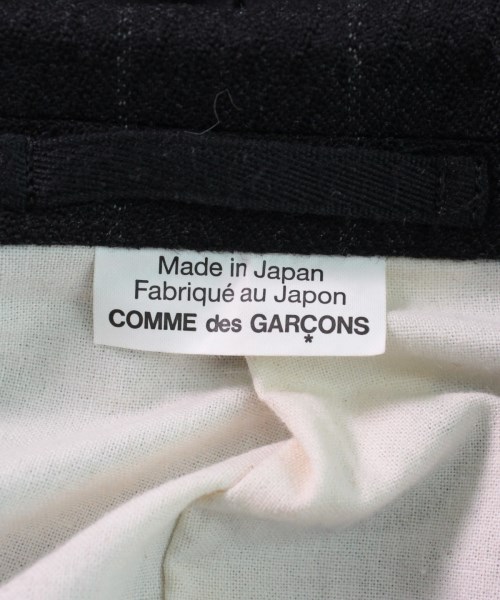 Made in Japan
Fabriqué au Japon
COMME des GARÇONS
*